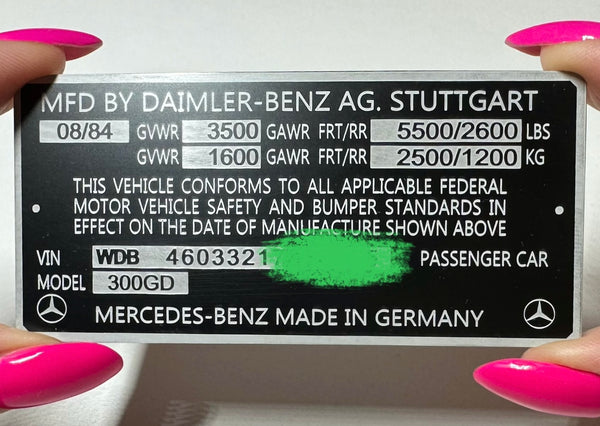 MFD BY DAIMLER-BENZ AG. STUTTGART
08/84 GVWR 3500 GAWR FRT/RR 5500/2600 LBS
GVWR 1600 GAWR FRT/RR 2500/1200 KG
THIS VEHICLE CONFORMS TO ALL APPLICABLE FEDERAL
MOTOR VEHICLE SAFETY AND BUMPER STANDARDS IN
EFFECT ON THE DATE OF MANUFACTURE SHOWN ABOVE
VIN WDB 4603321 PASSENGER CAR
MODEL 300GD
MERCEDES-BENZ MADE IN GERMANY